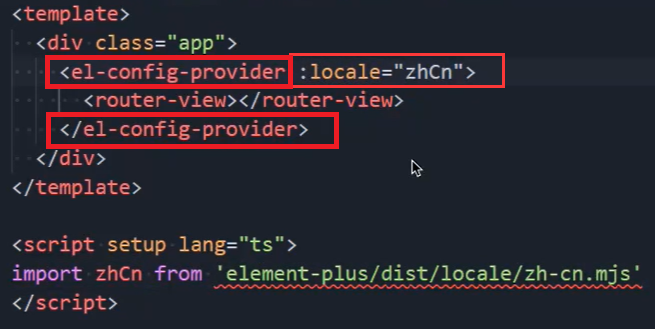 <template>
<div class="app">
<el-config-provider :locale="zhCn">
<router-view></router-view>
</el-config-provider>
</div>
</template>
<script setup lang="ts">
import zhCn from 'element-plus/dist/locale/zh-cn.mjs'
</script>